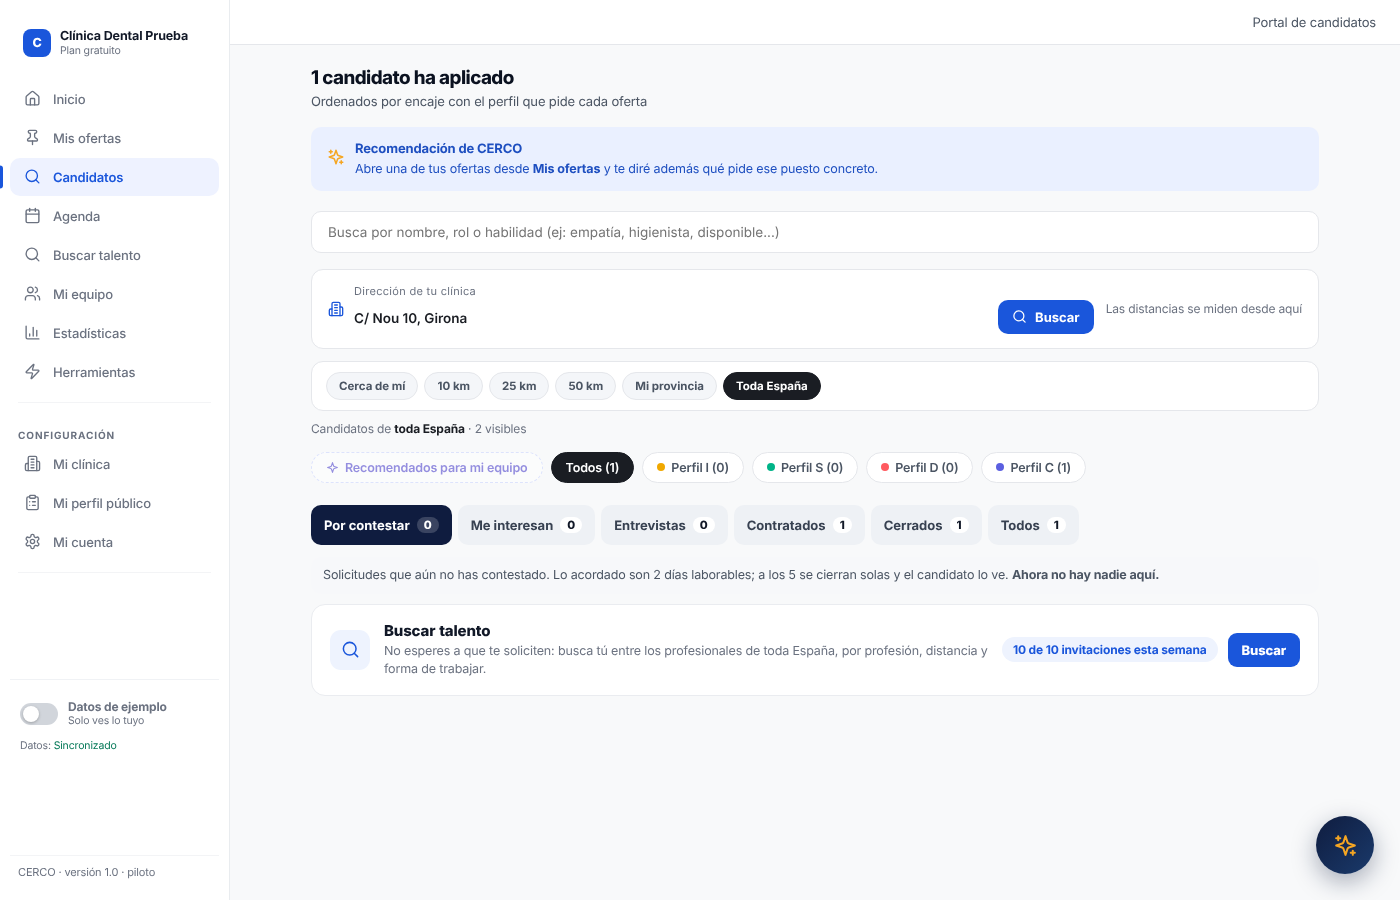 C
Clínica Dental Prueba
Plan gratuito
Inicio
Mis ofertas
Candidatos
Agenda
Buscar talento
Mi equipo
Estadísticas
Herramientas
CONFIGURACIÓN
Mi clínica
Mi perfil público
Mi cuenta
Datos de ejemplo
Solo ves lo tuyo
Datos: Sincronizado
CERCO · versión 1.0 · piloto
Portal de candidatos
1 candidato ha aplicado
Ordenados por encaje con el perfil que pide cada oferta
Recomendación de CERCO
Abre una de tus ofertas desde Mis ofertas y te diré además qué pide ese puesto concreto.
Busca por nombre, rol o habilidad (ej: empatía, higienista, disponible...)
Dirección de tu clínica
C/ Nou 10, Girona
Buscar
Las distancias se miden desde aquí
Cerca de mí 10 km 25 km 50 km Mi provincia Toda España
Candidatos de toda España · 2 visibles
Recomendados para mi equipo Todos (1) Perfil I (0) Perfil S (0) Perfil D (0) Perfil C (1)
Por contestar 0 Me interesan 0 Entrevistas 0 Contratados 1 Cerrados 1 Todos 1
Solicitudes que aún no has contestado. Lo acordado son 2 días laborables; a los 5 se cierran solas y el candidato lo ve. Ahora no hay nadie aquí.
Buscar talento
No esperes a que te soliciten: busca tú entre los profesionales de toda España, por profesión, distancia y
forma de trabajar.
10 de 10 invitaciones esta semana
Buscar